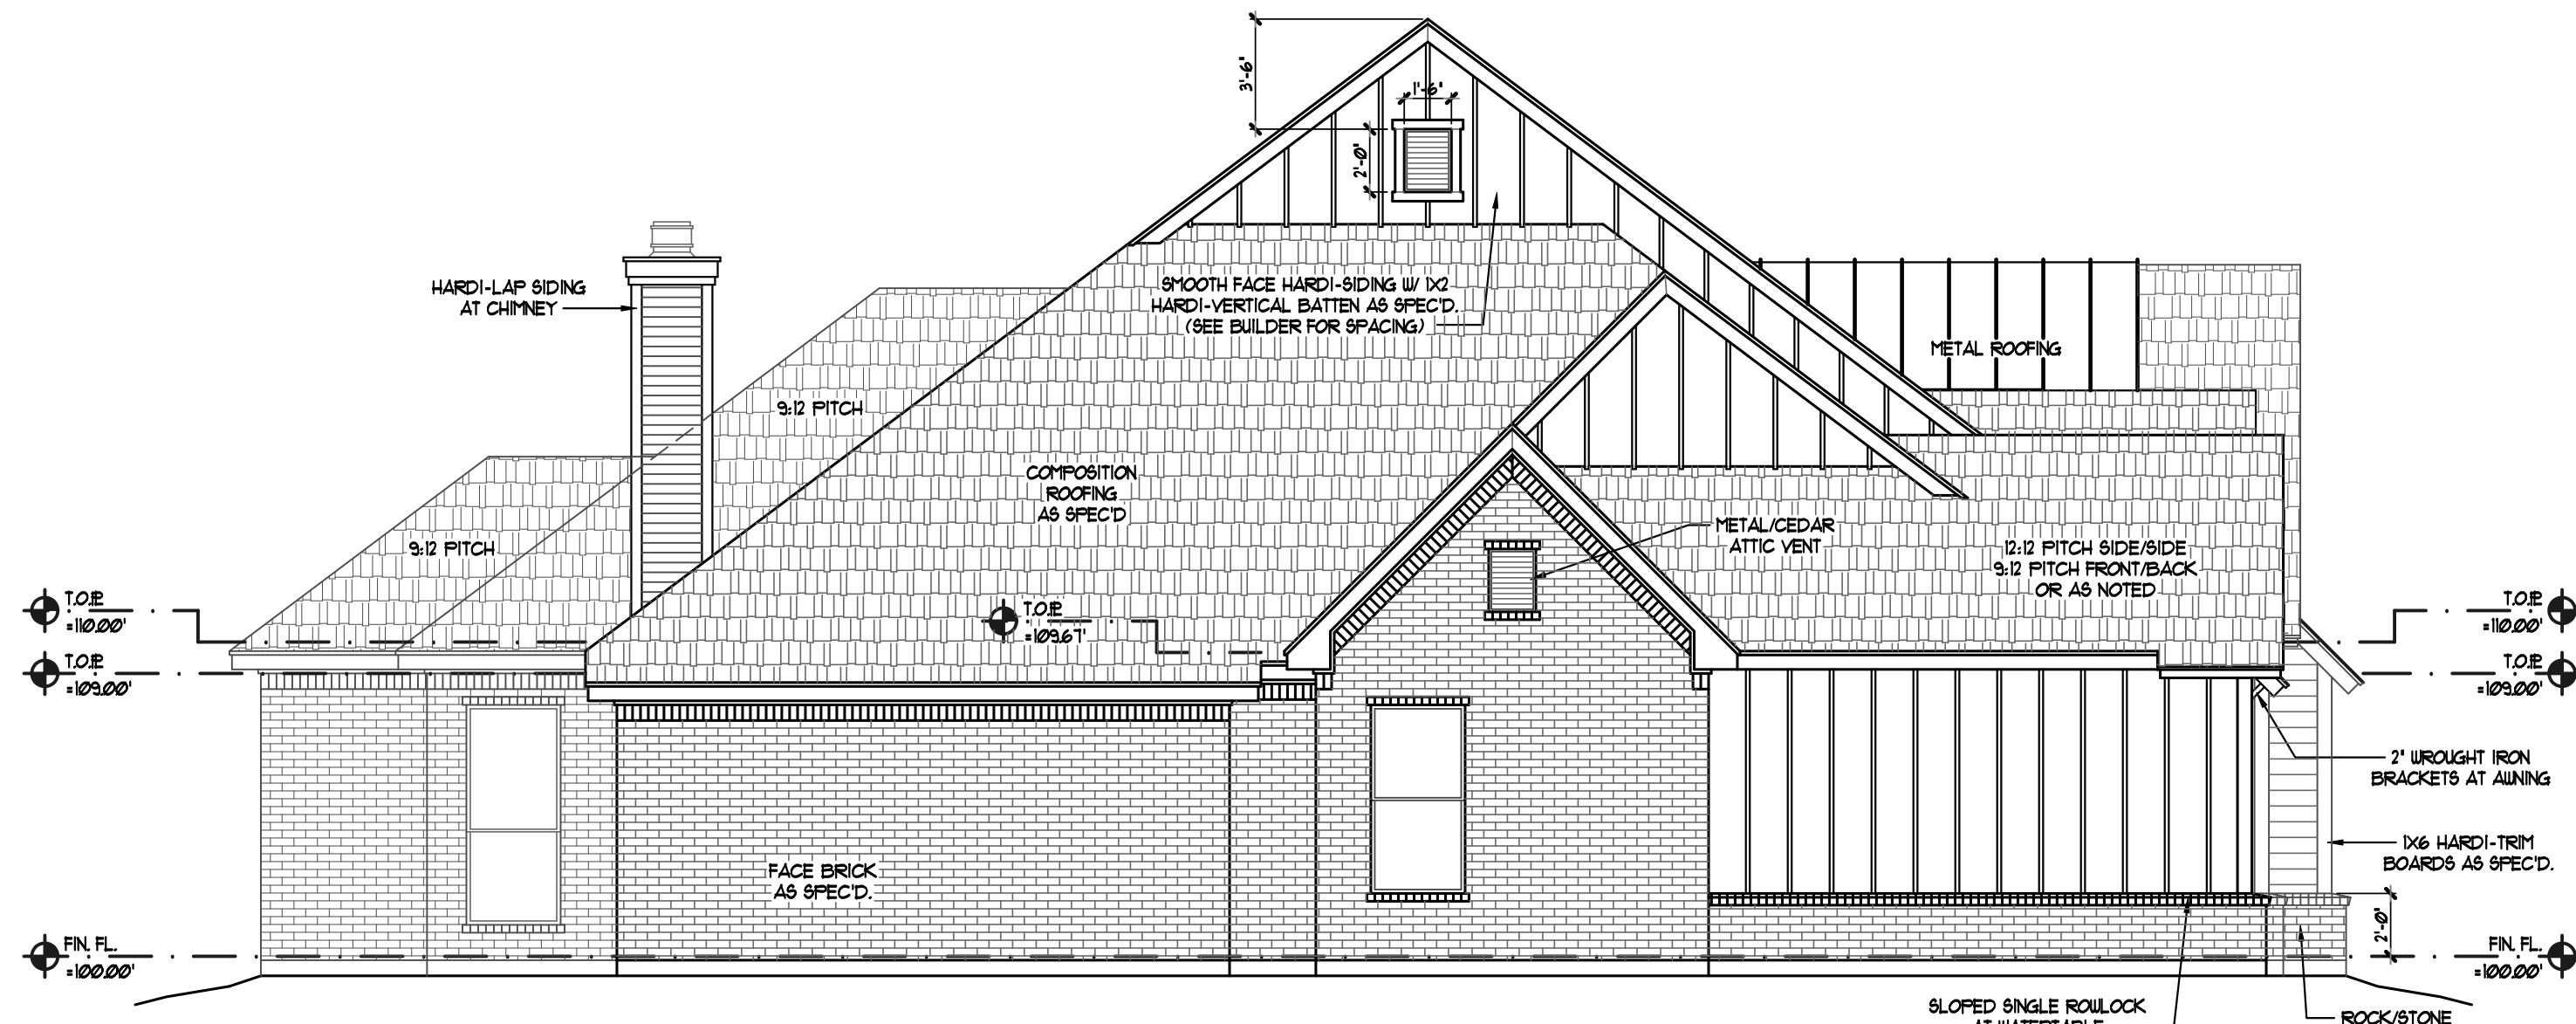 3'-6"
1'-6"
2'-0"
HARDI-LAP SIDING
AT CHIMNEY
SMOOTH FACE HARDI-SIDING W/ 1X2
HARDI-VERTICAL BATTEN AS SPEC'D.
(SEE BUILDER FOR SPACING)
METAL ROOFING
9:12 PITCH
COMPOSITION
ROOFING
AS SPEC'D
9:12 PITCH
METAL/CEDAR
ATTIC VENT
12:12 PITCH SIDE/SIDE
9:12 PITCH FRONT/BACK
OR AS NOTED
T.O.P.
=110.00'
T.O.P.
=109.67'
T.O.P.
=110.00'
T.O.P.
=109.00'
T.O.P.
=109.00'
2" WROUGHT IRON
BRACKETS AT AWNING
1X6 HARDI-TRIM
BOARDS AS SPEC'D.
FACE BRICK
AS SPEC'D.
2'-0"
FIN. FL.
=100.00'
FIN. FL.
=100.00'
SLOPED SINGLE ROWLOCK
AT WATERTABLE
ROCK/STONE